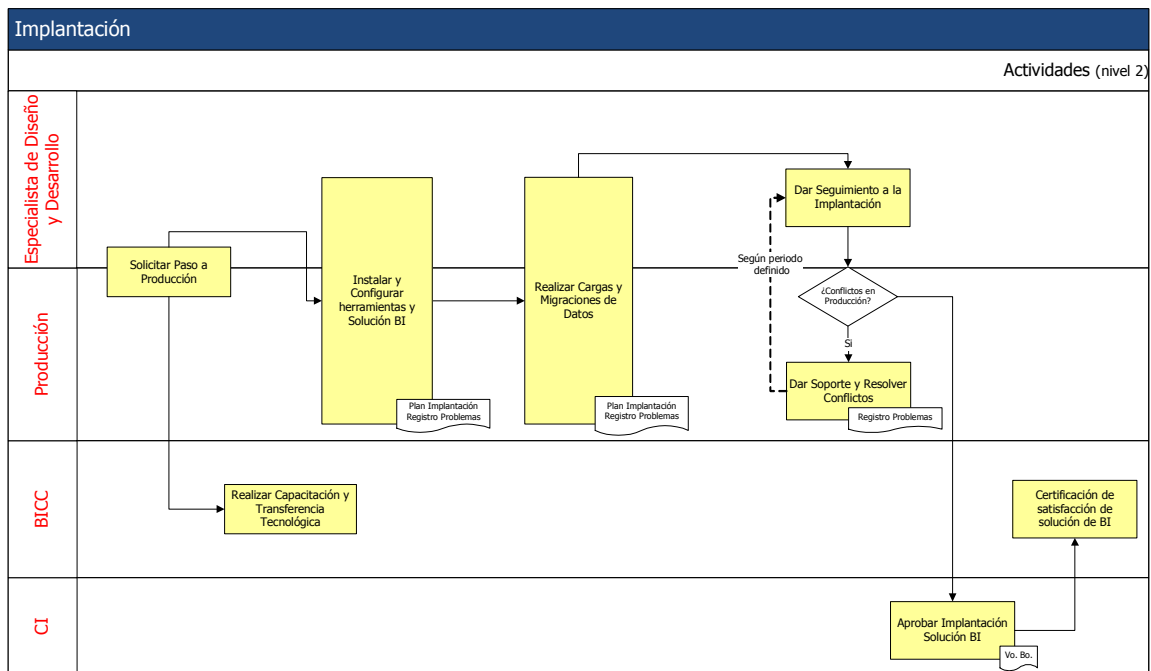 Implantación
Actividades (nivel 2)
Especialista de Diseño
y Desarrollo
Solicitar Paso a
Producción
Instalar y
Configurar
herramientas y
Solución BI
Plan Implantación
Registro Problemas
Realizar Cargas y
Migraciones de
Datos
Plan Implantación
Registro Problemas
Dar Seguimiento a la
Implantación
Según periodo
definido
Producción
¿Conflictos en
Producción?
Si
Dar Soporte y Resolver
Conflictos
Registro Problemas
BICC
Realizar Capacitación y
Transferencia
Tecnológica
Certificación de
satisfacción de
solución de BI
CI
Aprobar Implantación
Solución BI
Vo. Bo.